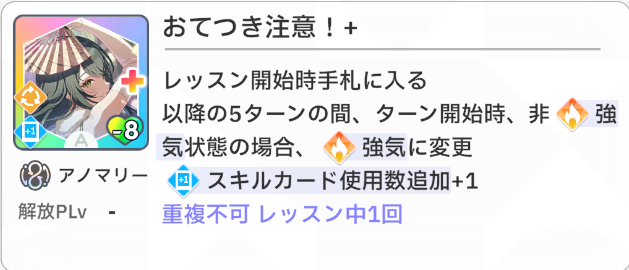 おてつき注意！+
レッスン開始時手札に入る
以降の5ターンの間、ターン開始時、非 強
気状態の場合、 強気に変更
+1 スキルカード使用数追加+1
重複不可 レッスン中1回
+1
A
-8
アノマリー
解放PLv -